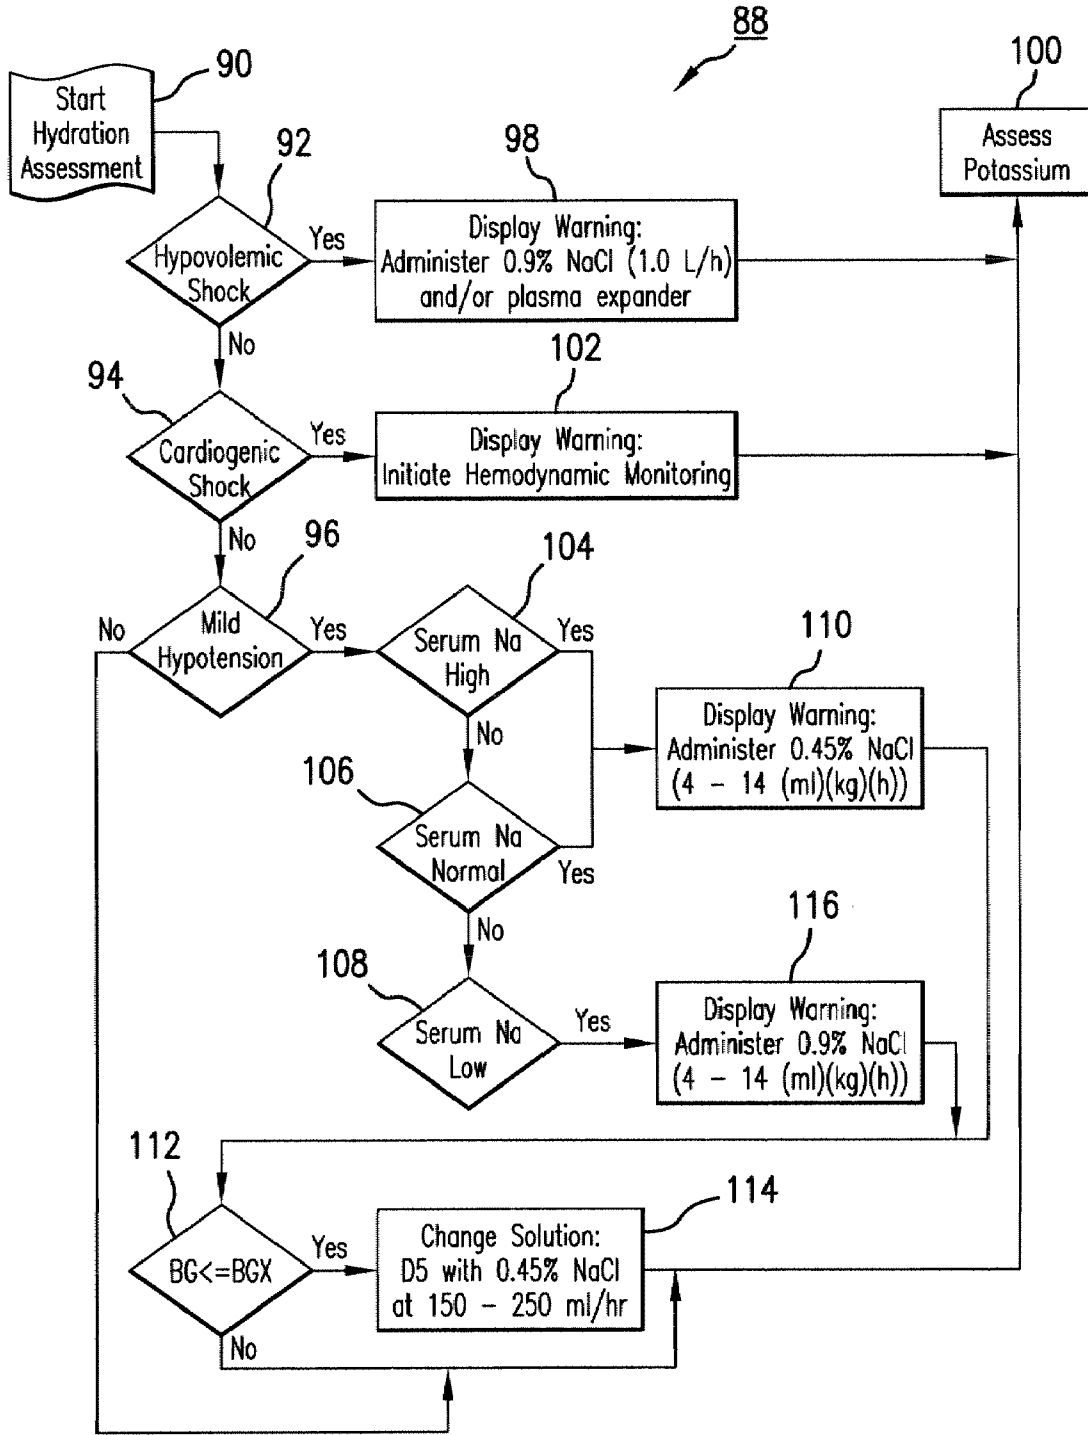 88
90
Start
Hydration
Assessment
100
Assess
Potassium
92
Hypovolemic
Shock
Yes
98
Display Warning:
Administer 0.9% NaCl (1.0 L/h)
and/or plasma expander
No
94
Cardiogenic
Shock
Yes
102
Display Warning:
Initiate Hemodynamic Monitoring
No
96
No
Mild
Hypotension
Yes
104
Serum Na
High
Yes
110
Display Warning:
Administer 0.45% NaCl
(4 – 14 (ml)(kg)(h))
No
106
Serum Na
Normal
Yes
No
108
Serum Na
Low
Yes
116
Display Warning:
Administer 0.9% NaCl
(4 – 14 (ml)(kg)(h))
112
BG<=BGX
Yes
114
Change Solution:
D5 with 0.45% NaCl
at 150 – 250 ml/hr
No